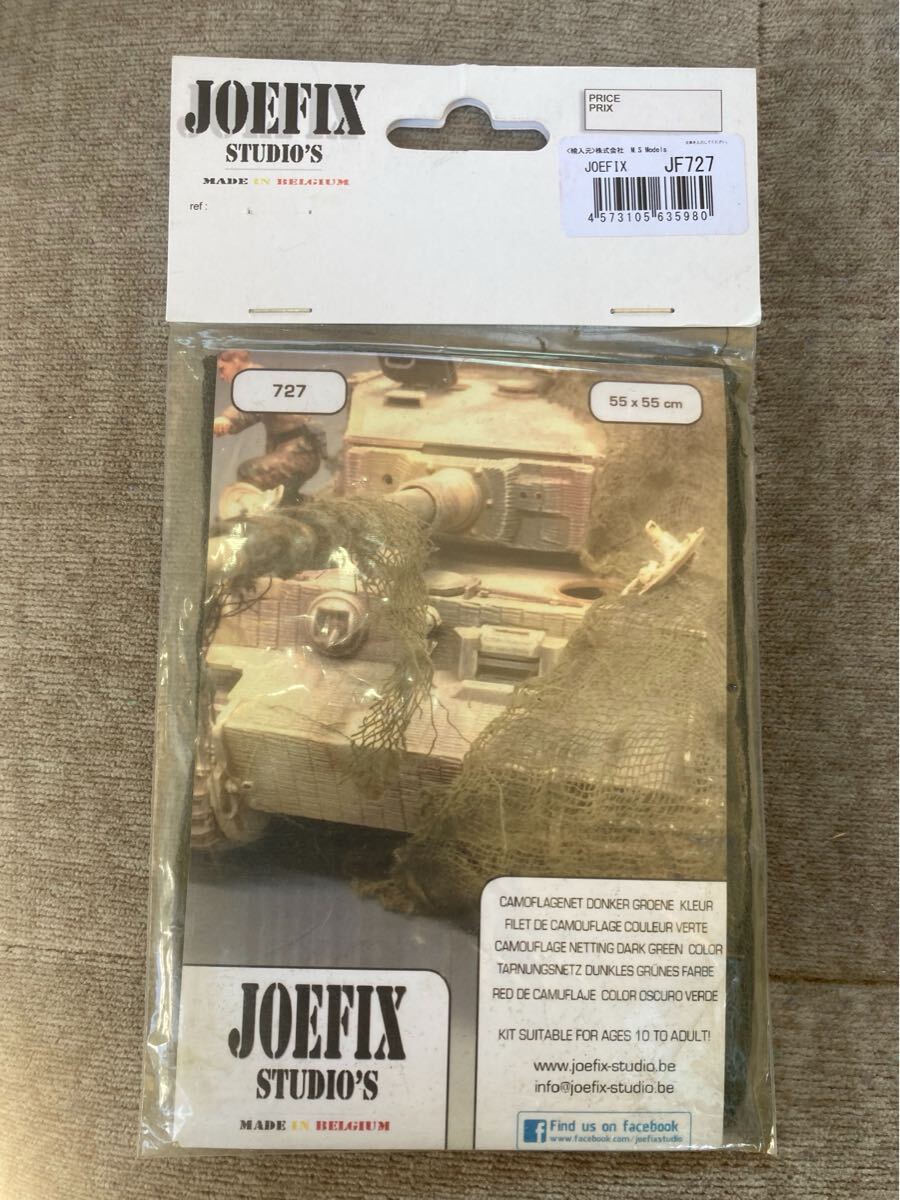 JOEFIX
STUDIO'S
MADE IN BELGIUM
ref :
PRICE
PRIX
<輸入元>株式会社 M.S Models
JOEFIX JF727
4 573105 635980
727
55 x 55 cm
CAMOFLAGENET DONKER GROENE KLEUR
FILET DE CAMOUFLAGE COULEUR VERTE
CAMOUFLAGE NETTING DARK GREEN COLOR
TARNUNGSNETZ DUNKLES GRÜNES FARBE
RED DE CAMUFLAJE COLOR OSCURO VERDE
KIT SUITABLE FOR AGES 10 TO ADULT!
www.joefix-studio.be
info@joefix-studio.be
Find us on facebook
www.facebook.com/joefixstudio
JOEFIX
STUDIO'S
MADE IN BELGIUM